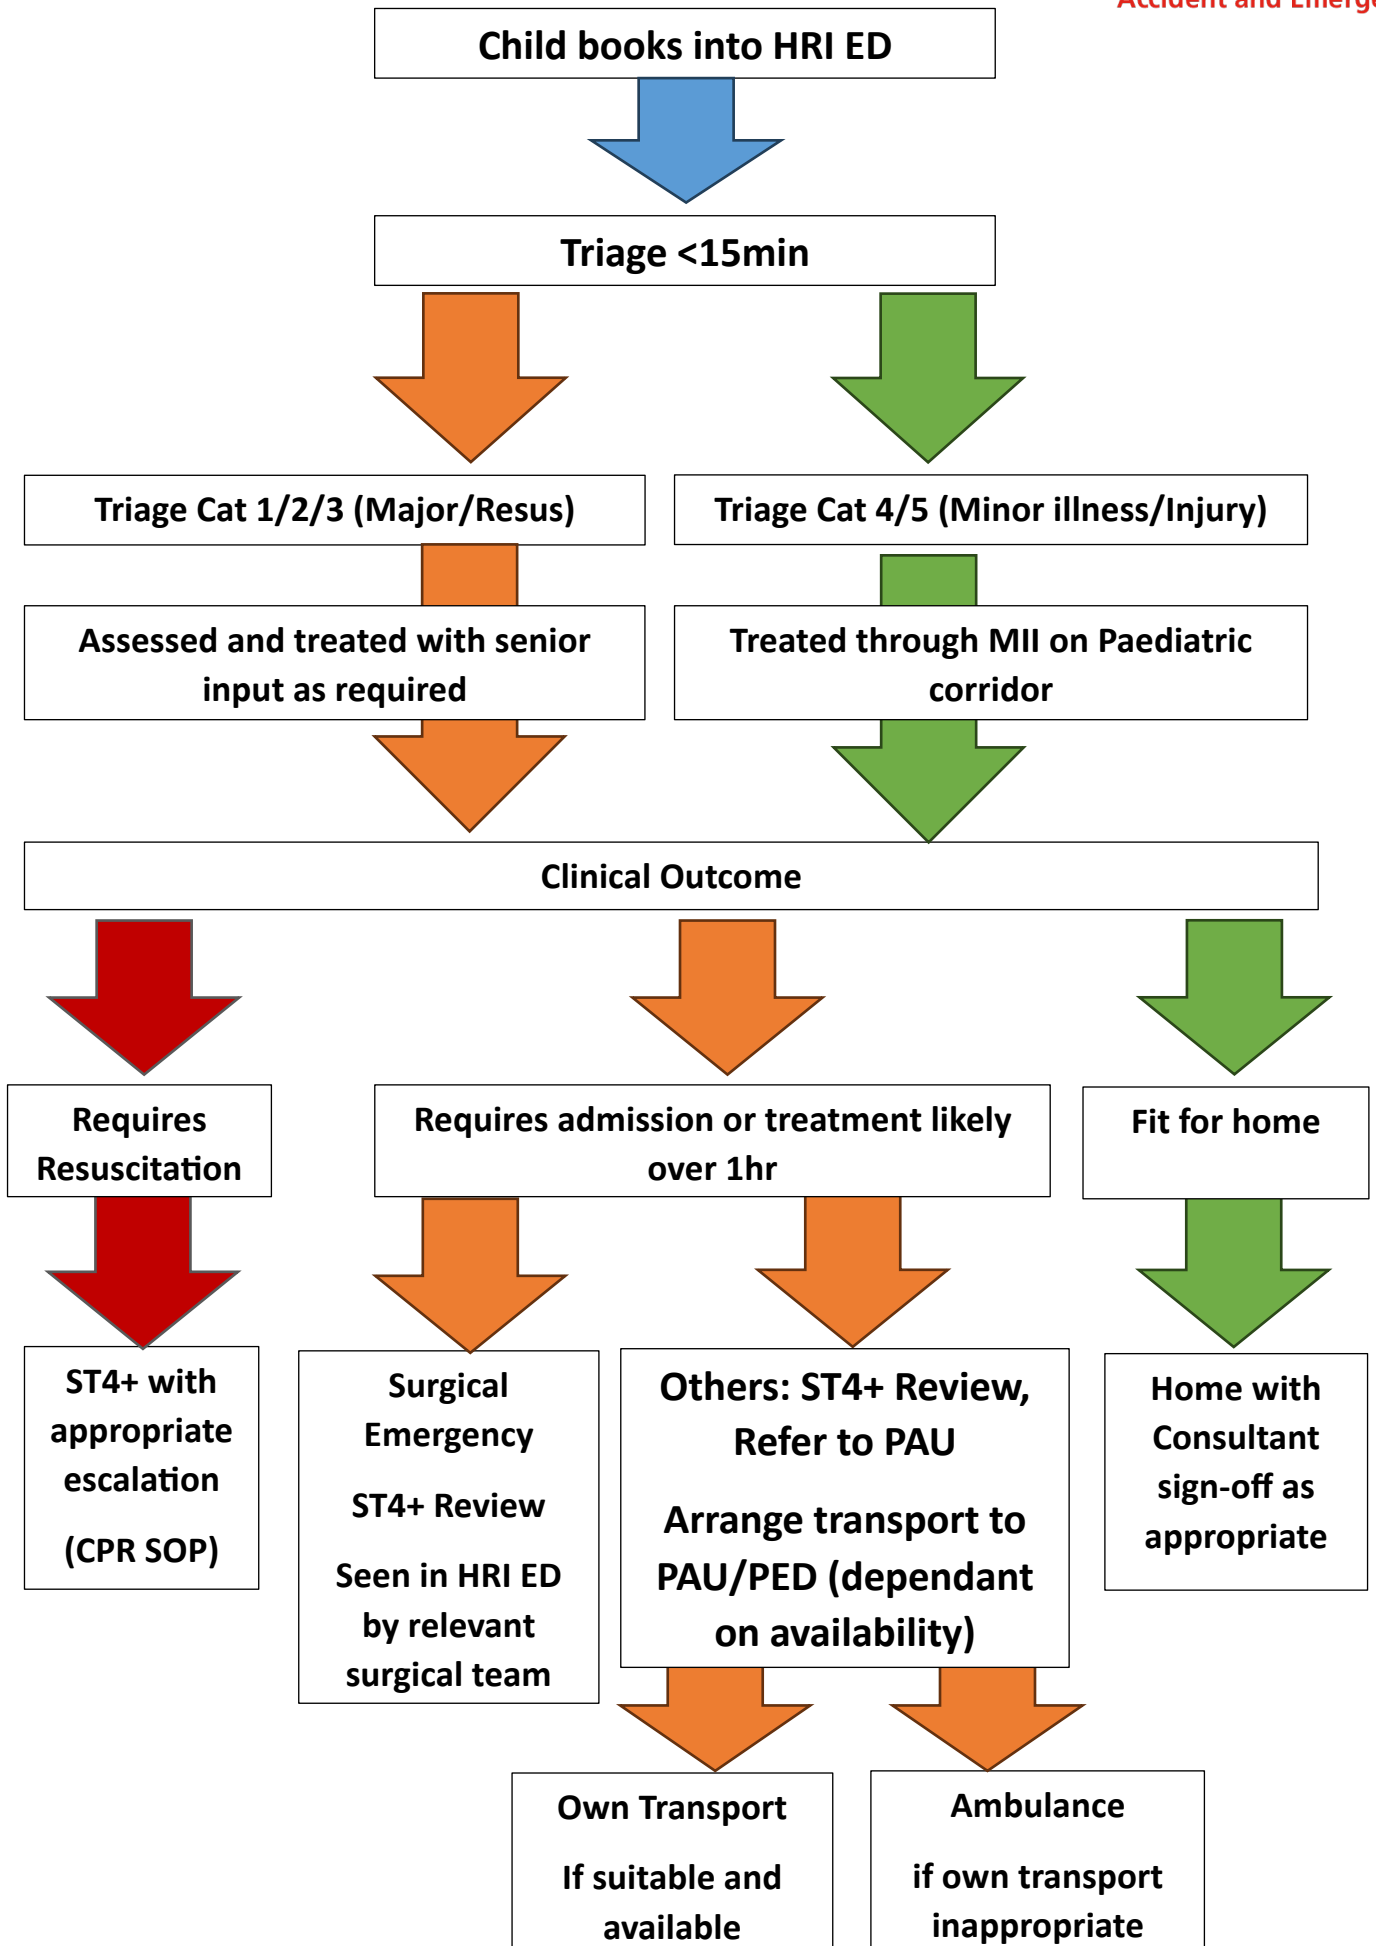 Accident and Emerge
Child books into HRI ED
Triage <15min
Triage Cat 1/2/3 (Major/Resus)
Triage Cat 4/5 (Minor illness/Injury)
Assessed and treated with senior
input as required
Treated through MII on Paediatric
corridor
Clinical Outcome
Requires
Resuscitation
Requires admission or treatment likely
over 1hr
Fit for home
ST4+ with
appropriate
escalation
(CPR SOP)
Surgical
Emergency
ST4+ Review
Seen in HRI ED
by relevant
surgical team
Others: ST4+ Review,
Refer to PAU
Arrange transport to
PAU/PED (dependant
on availability)
Home with
Consultant
sign-off as
appropriate
Own Transport
If suitable and
available
Ambulance
if own transport
inappropriate